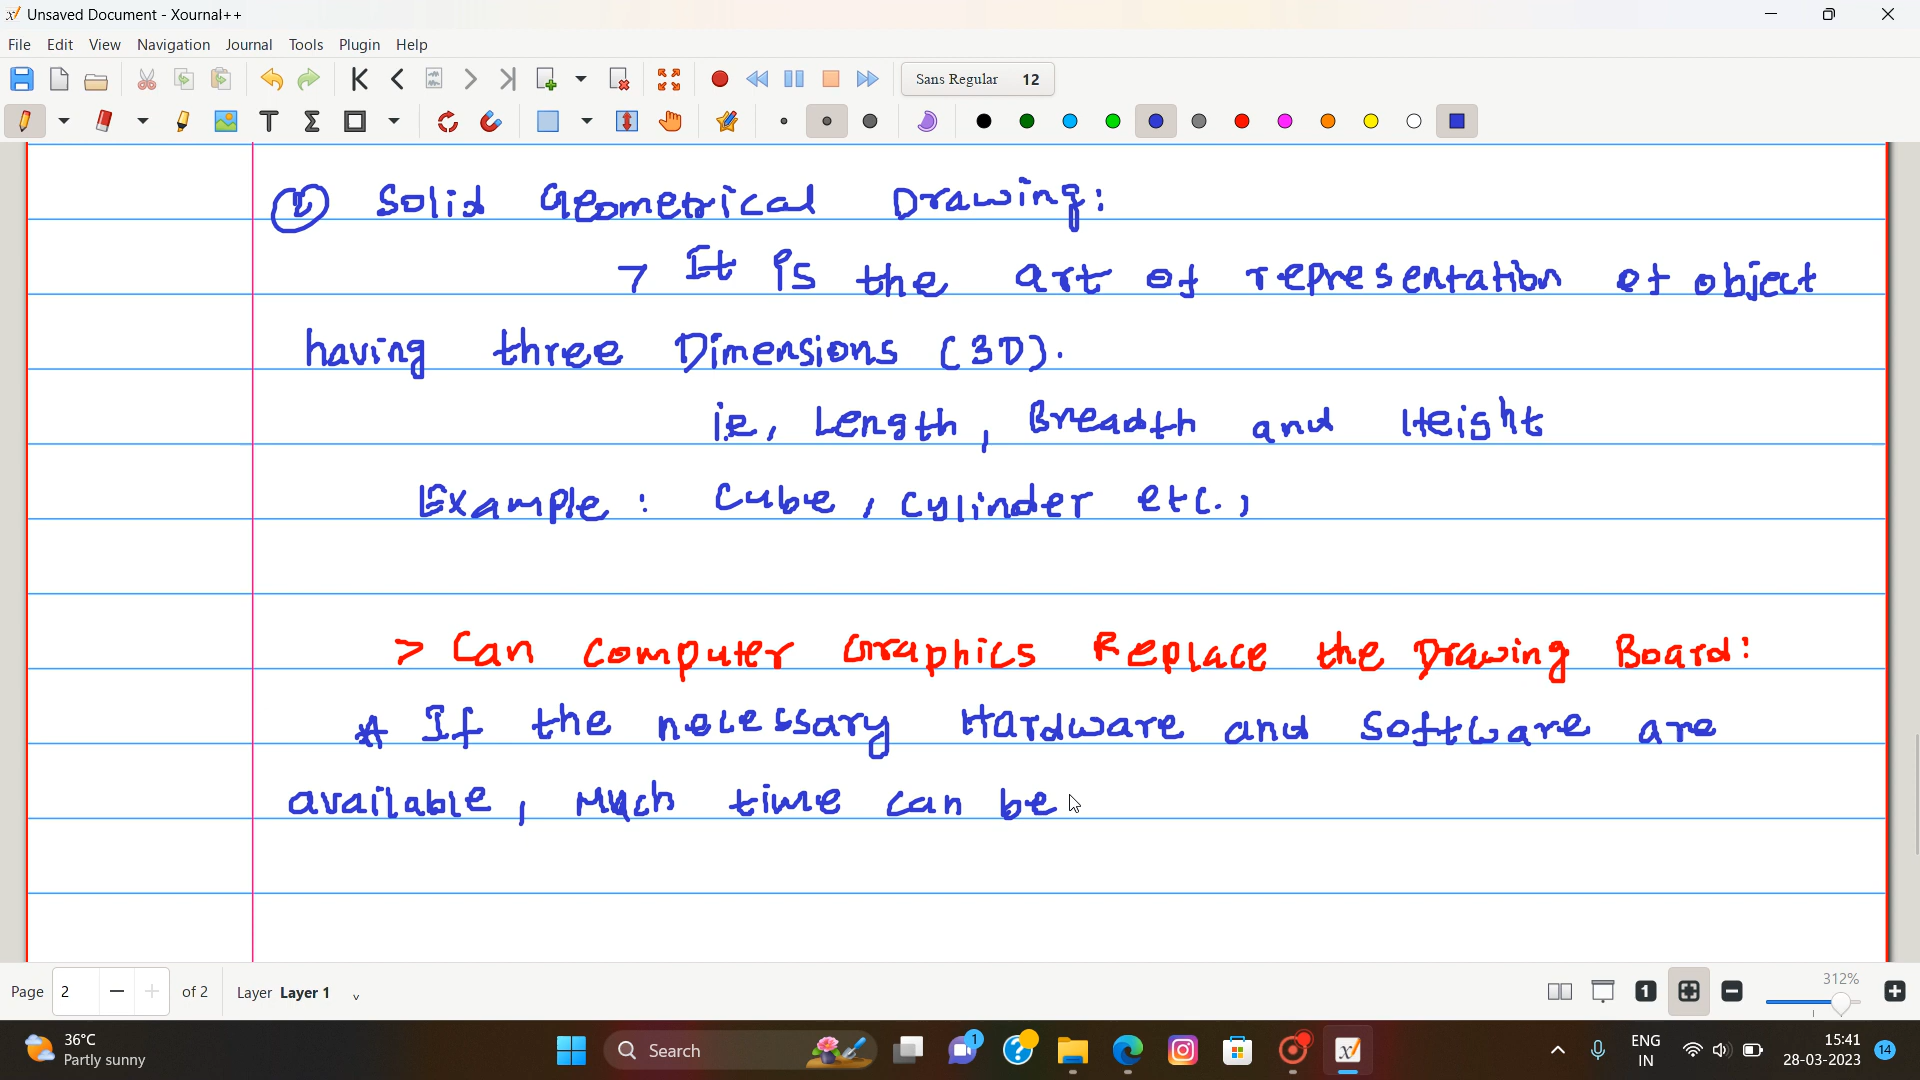 Unsaved Document - Xournal++
File Edit View Navigation Journal Tools Plugin Help
Sans Regular 12
Solid Geometrical Drawing:
> It is the art of representation of object
having three Dimensions (3D).
i.e, Length, Breadth and Height
Example : Cube, Cylinder etc.,
> Can Computer Graphics Replace the Drawing Board:
* If the necessary Hardware and Software are
available, Much time can be
Page 2 of 2 Layer Layer 1 312%
36°C
Partly sunny
Search
1
ENG
IN
15:41
28-03-2023
14